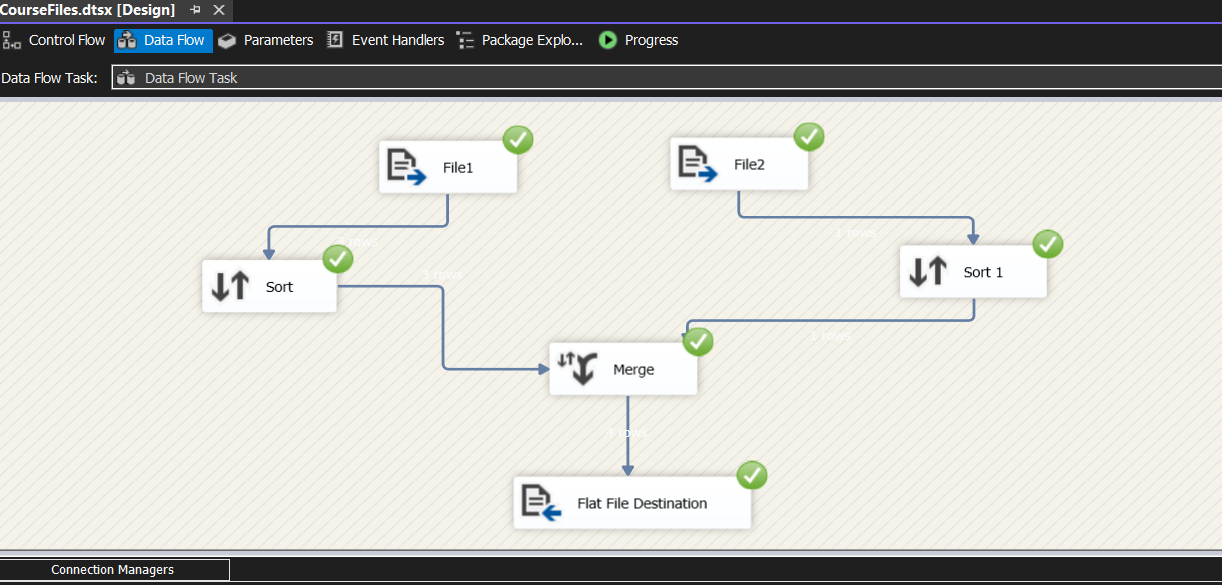 CourseFiles.dtsx [Design]
Control Flow
Data Flow
Parameters
Event Handlers
Package Explo...
Progress
Data Flow Task:
Data Flow Task
File1
File2
rows
1 rows
Sort
3 rows
Sort 1
1 rows
Merge
4 rows
Flat File Destination
Connection Managers